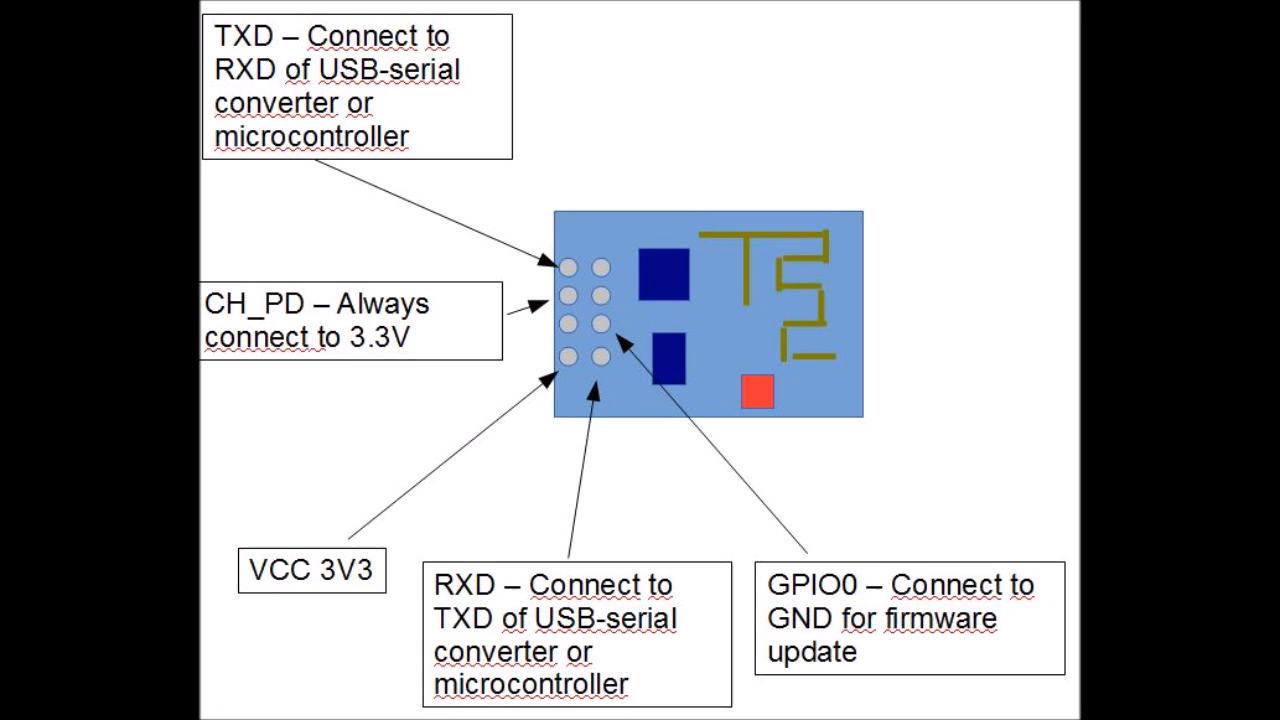 TXD – Connect to
RXD of USB-serial
converter or
microcontroller
CH_PD – Always
connect to 3.3V
VCC 3V3
RXD – Connect to
TXD of USB-serial
converter or
microcontroller
GPIO0 – Connect to
GND for firmware
update